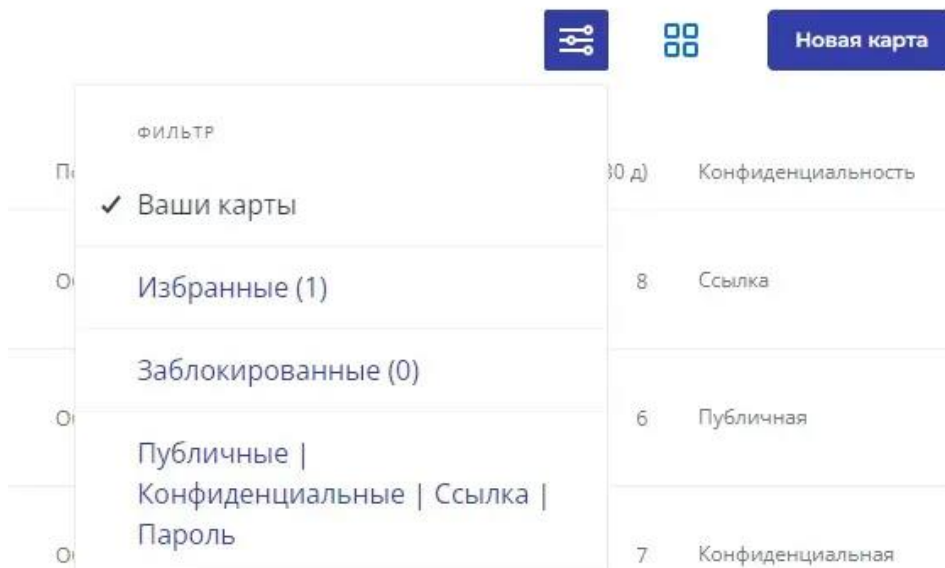 Новая карта
ФИЛЬТР
30 д) Конфиденциальность
✓ Ваши карты
Избранные (1)
8 Ссылка
Заблокированные (0)
6 Публичная
Публичные |
Конфиденциальные | Ссылка |
Пароль
7 Конфиденциальная